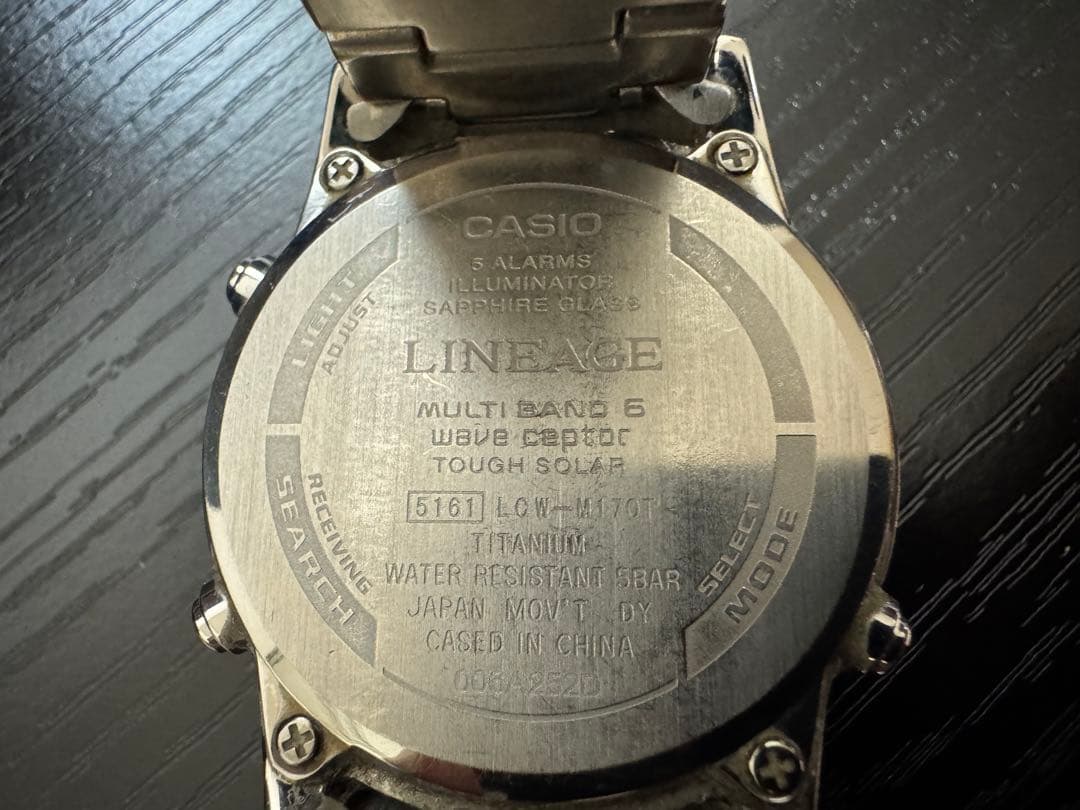 CASIO
5 ALARMS
ILLUMINATOR
SAPPHIRE GLASS
LINEAGE
MULTI BAND 6
wave ceptor
TOUGH SOLAR
5161 LCW-M170T
TITANIUM
WATER RESISTANT 5BAR
JAPAN MOV'T DY
CASED IN CHINA
006A252D
LIGHT
ADJUST
RECEIVING
SEARCH
SELECT
MODE